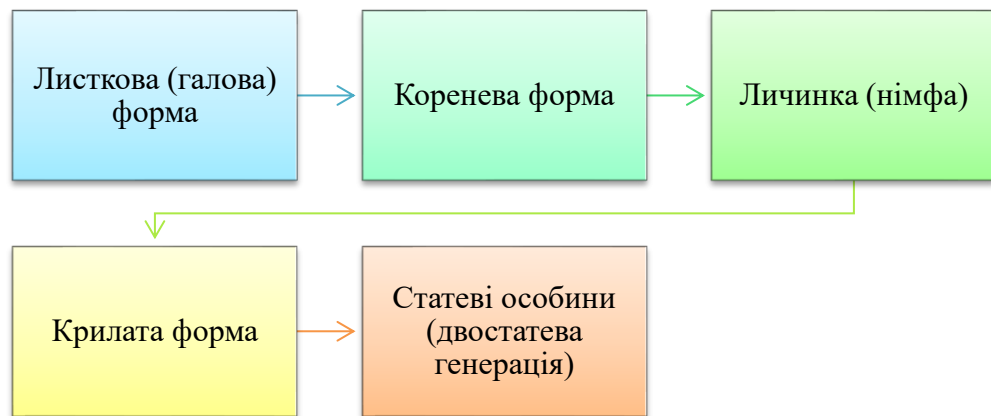 Листкова (галова)
форма
Коренева форма
Личинка (німфа)
Крилата форма
Статеві особини
(двостатева
генерація)